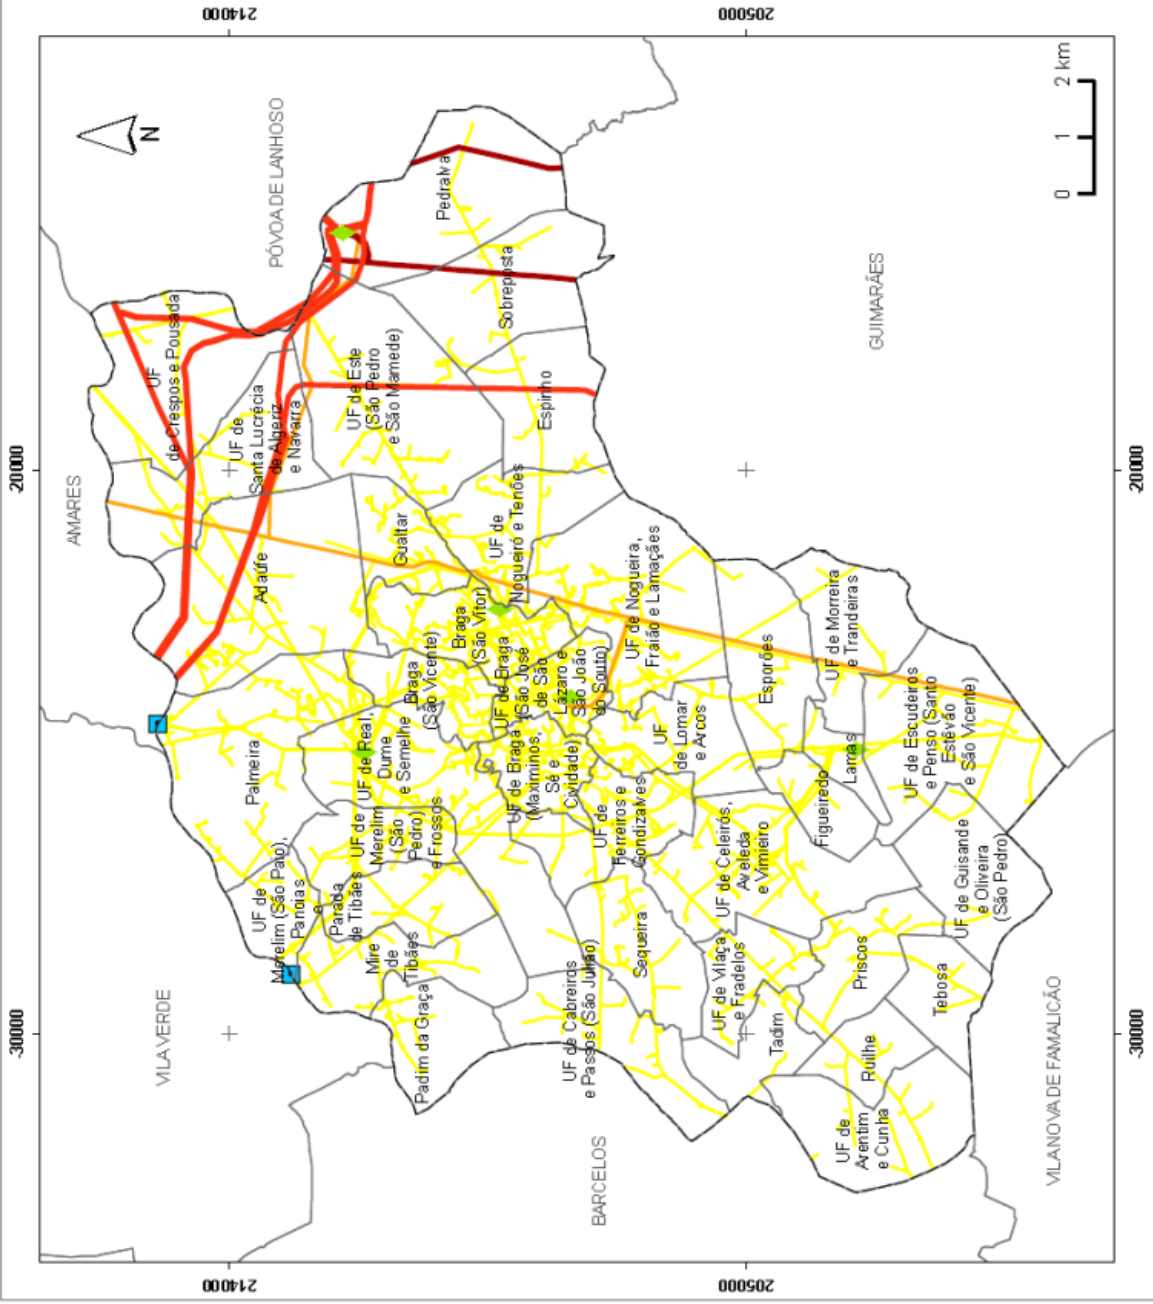 214000
205000
20000
-20000
-30000
-30000
214000
205000
N
0 1 2 km
PÓVOA DE LANHOSO
AMARES
VILA VERDE
BARCELOS
GUIMARÃES
VILA NOVA DE FAMALICÃO
UF
de Crespos e Pousada
UF de
Santa Lucrécia
de Algeriz
e Navarra
UF de Este
(São Pedro
e São Mamede)
Pedralva
Sobreposta
Espinho
Adaúfe
Gualtar
UF de
Nogueiró e Tenões
Braga
(São Vítor)
Braga
(São Vicente)
UF de Braga
(São José
de São
Lázaro e
São João
do Souto)
UF de Nogueira,
Fraião e Lamaçães
Palmeira
UF de Real,
Dume
e Semelhe
UF de Braga
(Maximinos,
Sé e
Cividade)
UF
de Lomar
e Arcos
Esporões
UF de Morreira
e Trandeiras
UF de
Merelim (São Paio),
Panoias
e
Parada
de Tibães
UF de
Merelim
(São
Pedro)
e Frossos
UF de
Ferreiros e
Gondizalves
UF de Celeirós,
Aveleda
e Vimieiro
Figueiredo
Lamas
UF de Escudeiros
e Penso (Santo
Estêvão
e São Vicente)
Mire
de
Tibães
Padim da Graça
UF de Cabreiros
e Passos (São Julião)
Sequeira
UF de Vilaça
e Fradelos
Tadim
Priscos
Tebosa
UF de Guisande
e Oliveira
(São Pedro)
Ruilhe
UF de
Arentim
e Cunha